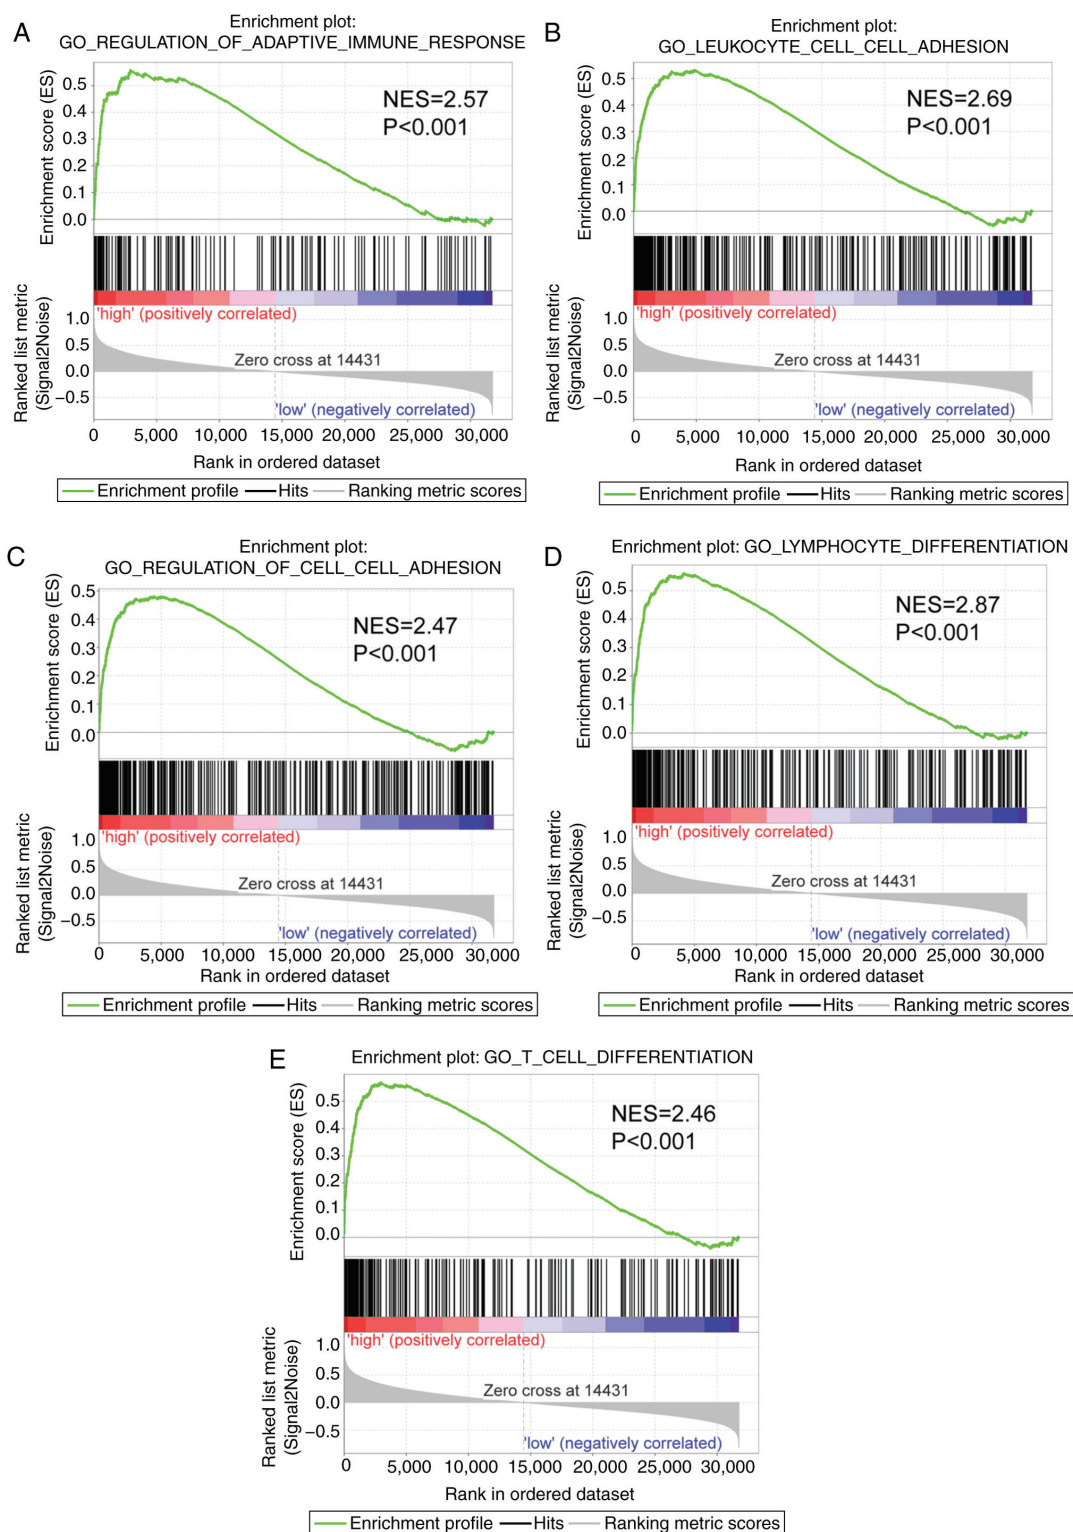 A
Enrichment plot:
GO_REGULATION_OF_ADAPTIVE_IMMUNE_RESPONSE
Enrichment score (ES)
0.5
0.4
0.3
0.2
0.1
0.0
NES=2.57
P<0.001
'high' (positively correlated)
Ranked list metric
(Signal2Noise)
1.0
0.5
0.0
−0.5
Zero cross at 14431
'low' (negatively correlated)
0 5,000 10,000 15,000 20,000 25,000 30,000
Rank in ordered dataset
Enrichment profile Hits Ranking metric scores
B
Enrichment plot:
GO_LEUKOCYTE_CELL_CELL_ADHESION
Enrichment score (ES)
0.5
0.4
0.3
0.2
0.1
0.0
NES=2.69
P<0.001
'high' (positively correlated)
Ranked list metric
(Signal2Noise)
1.0
0.5
0.0
−0.5
Zero cross at 14431
'low' (negatively correlated)
0 5,000 10,000 15,000 20,000 25,000 30,000
Rank in ordered dataset
Enrichment profile Hits Ranking metric scores
C
Enrichment plot:
GO_REGULATION_OF_CELL_CELL_ADHESION
Enrichment score (ES)
0.5
0.4
0.3
0.2
0.1
0.0
NES=2.47
P<0.001
'high' (positively correlated)
Ranked list metric
(Signal2Noise)
1.0
0.5
0.0
−0.5
Zero cross at 14431
'low' (negatively correlated)
0 5,000 10,000 15,000 20,000 25,000 30,000
Rank in ordered dataset
Enrichment profile Hits Ranking metric scores
D
Enrichment plot: GO_LYMPHOCYTE_DIFFERENTIATION
Enrichment score (ES)
0.5
0.4
0.3
0.2
0.1
0.0
NES=2.87
P<0.001
'high' (positively correlated)
Ranked list metric
(Signal2Noise)
1.0
0.5
0.0
−0.5
Zero cross at 14431
'low' (negatively correlated)
0 5,000 10,000 15,000 20,000 25,000 30,000
Rank in ordered dataset
Enrichment profile Hits Ranking metric scores
E
Enrichment plot: GO_T_CELL_DIFFERENTIATION
Enrichment score (ES)
0.5
0.4
0.3
0.2
0.1
0.0
NES=2.46
P<0.001
'high' (positively correlated)
Ranked list metric
(Signal2Noise)
1.0
0.5
0.0
−0.5
Zero cross at 14431
'low' (negatively correlated)
0 5,000 10,000 15,000 20,000 25,000 30,000
Rank in ordered dataset
Enrichment profile Hits Ranking metric scores